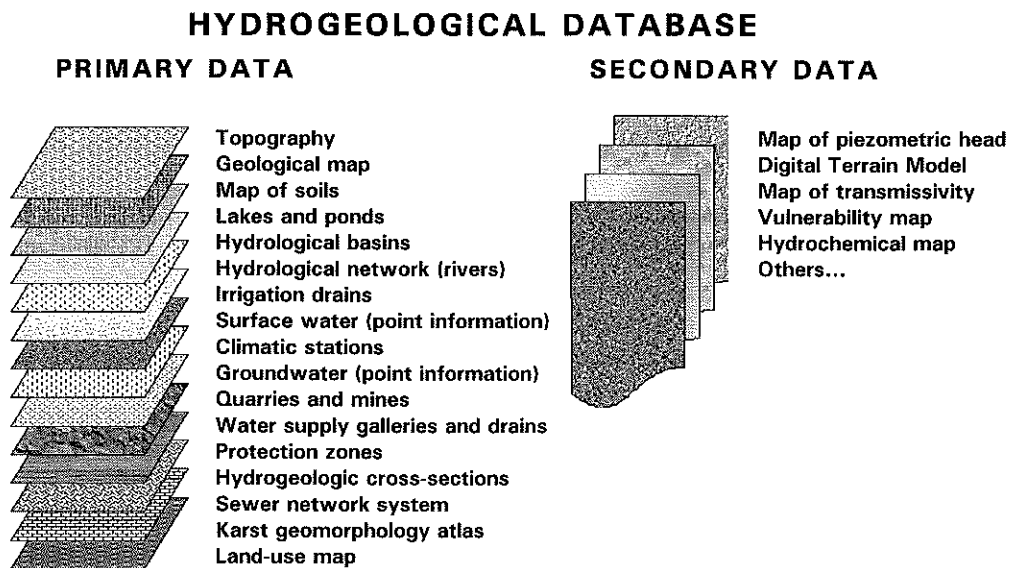 HYDROGEOLOGICAL DATABASE
PRIMARY DATA
Topography
Geological map
Map of soils
Lakes and ponds
Hydrological basins
Hydrological network (rivers)
Irrigation drains
Surface water (point information)
Climatic stations
Groundwater (point information)
Quarries and mines
Water supply galleries and drains
Protection zones
Hydrogeologic cross-sections
Sewer network system
Karst geomorphology atlas
Land-use map
SECONDARY DATA
Map of piezometric head
Digital Terrain Model
Map of transmissivity
Vulnerability map
Hydrochemical map
Others...